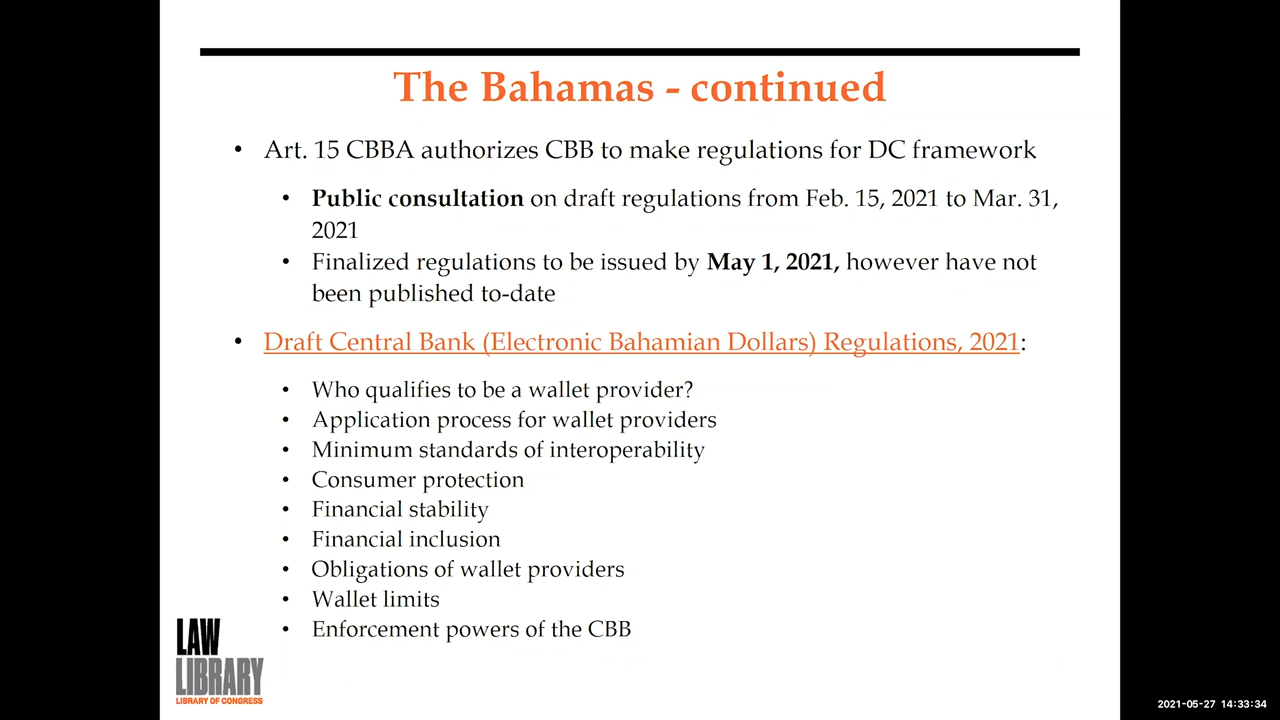 The Bahamas - continued
• Art. 15 CBBA authorizes CBB to make regulations for DC framework
• Public consultation on draft regulations from Feb. 15, 2021 to Mar. 31,
2021
• Finalized regulations to be issued by May 1, 2021, however have not
been published to-date
• Draft Central Bank (Electronic Bahamian Dollars) Regulations, 2021:
• Who qualifies to be a wallet provider?
• Application process for wallet providers
• Minimum standards of interoperability
• Consumer protection
• Financial stability
• Financial inclusion
• Obligations of wallet providers
• Wallet limits
• Enforcement powers of the CBB
LAW
LIBRARY
LIBRARY OF CONGRESS
2021-05-27 14:33:34